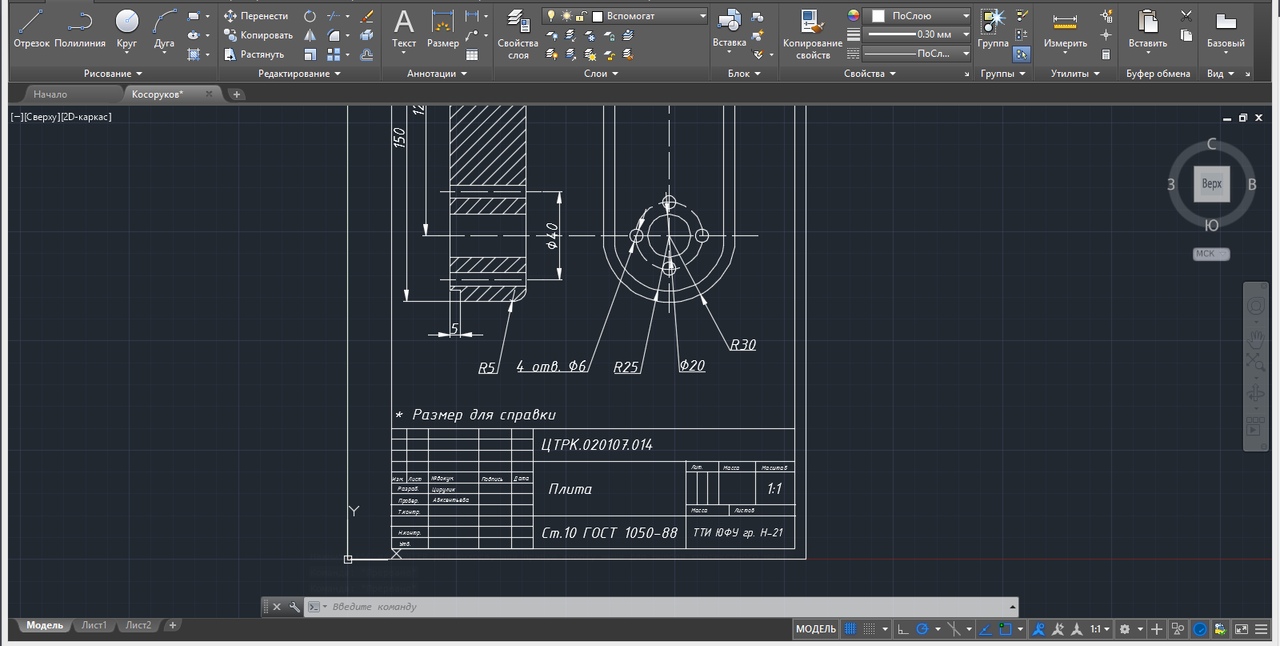 Отрезок Полилиния Круг Дуга
Перенести
Копировать
Растянуть
Текст Размер
Свойства слоя
Вспомогат
Вставка
Копирование свойств
ПоСлою
0.30 мм
ПоСл...
Группа
Измерить
Вставить
Базовый
Рисование Редактирование Аннотации Слои Блок Свойства Группы Утилиты Буфер обмена Вид
Начало Косоруков*
[−][Сверху][2D-каркас]
С
З Верх В
Ю
МСК
150
12
Ф40
5
R5
4 отв. Ф6
R25
Ф20
R30
* Размер для справки
ЦТРК.020107.014
Плита
Лит. Масса Масштаб
1:1
Масса Листов
Ст.10 ГОСТ 1050-88
ТТИ ЮФУ гр. Н-21
Изм. Лист №докум. Подпись Дата
Разраб. Цирулик
Провер.
Т.контр.
Н.контр.
Утв.
Y
X
Введите команду
Модель Лист1 Лист2 +
МОДЕЛЬ
1:1